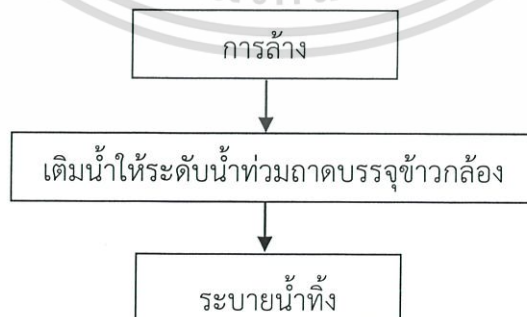 การล้าง
เติมน้ำให้ระดับน้ำท่วมถาดบรรจุข้าวกล้อง
ระบายน้ำทิ้ง